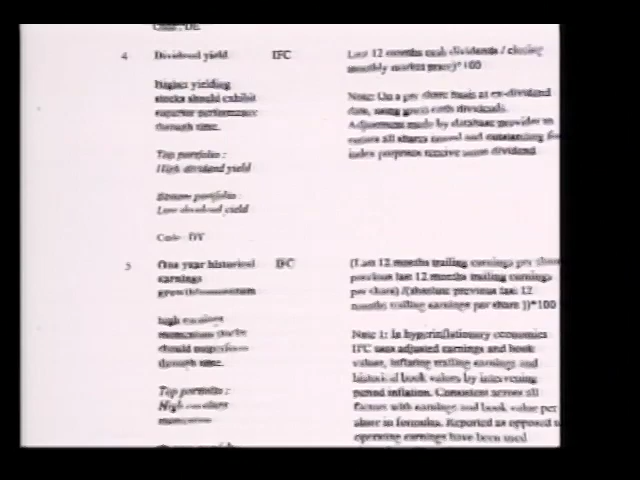 4 Dividend yield IFC Last 12 months cash dividends / closing
monthly market price)*100
Higher yielding
stocks should exhibit
superior performance
through time.
Note: On a per share basis at ex-dividend
date, using gross cash dividends.
Adjustment made by database provider to
ensure all shares issued and outstanding for
index purposes receive same dividend.
Top portfolio :
High dividend yield
Bottom portfolio
Low dividend yield
Code DY
5 One year historical IFC (Last 12 months trailing earnings per share
earnings previous last 12 months trailing earnings
growth/momentum per share) /(absolute previous last 12
months trailing earnings per share ))*100
high earnings
momentum stocks
should outperform
through time.
Note 1: In hyperinflationary economies
IFC uses adjusted earnings and book
values, inflating trailing earnings and
historical book values by intervening
period inflation. Consistent across all
factors with earnings and book value per
share in formulas. Reported as opposed
operating earnings have been used
Top portfolio :
High earnings
momentum